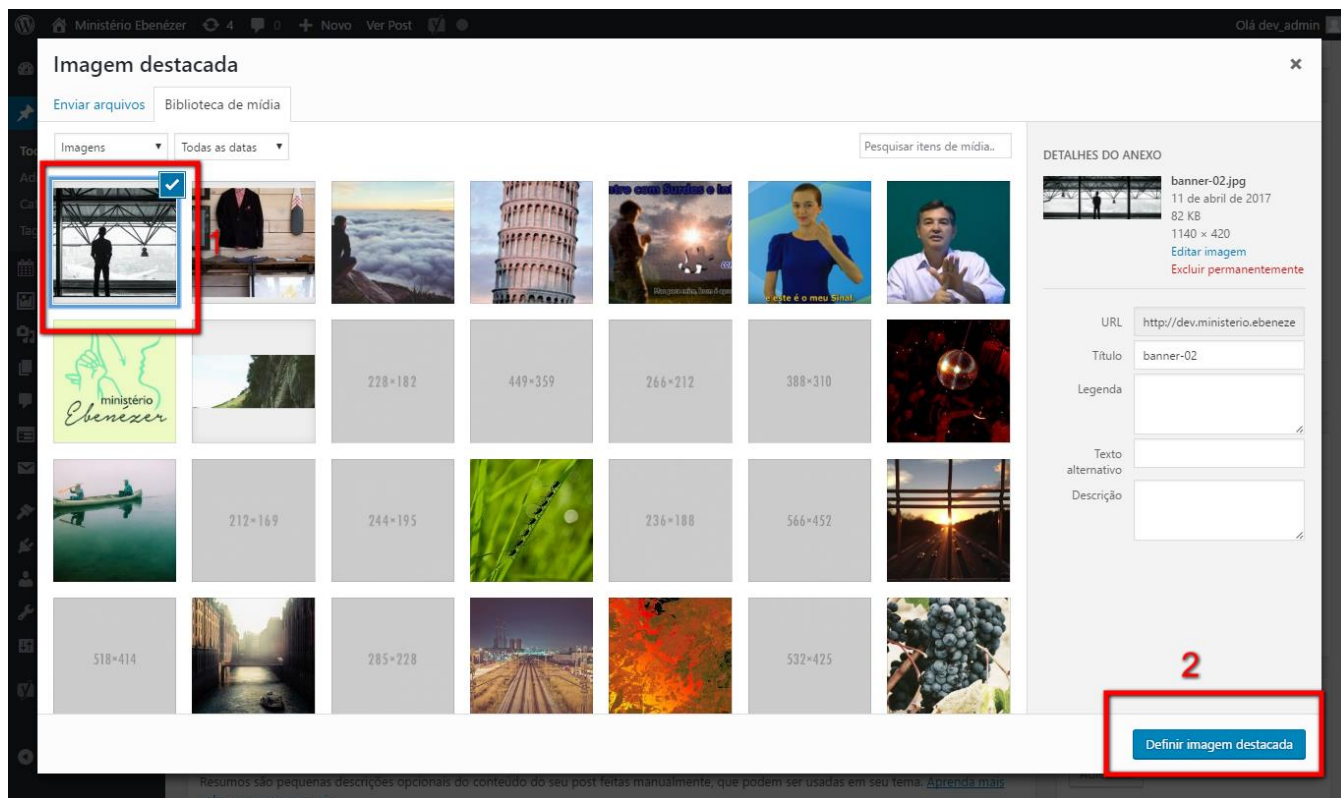 Ministério Ebenézer 4 0 Novo Ver Post
Olá dev_admin
Imagem destacada
Enviar arquivos Biblioteca de mídia
Imagens Todas as datas
Pesquisar itens de mídia..
1
e este é o meu Sinal.
ministério
Ebenézer
228×182
449×359
266×212
388×310
212×169
244×195
236×188
566×452
518×414
285×228
532×425
DETALHES DO ANEXO
banner-02.jpg
11 de abril de 2017
82 KB
1140 × 420
Editar imagem
Excluir permanentemente
URL http://dev.ministerio.ebeneze
Título banner-02
Legenda
Texto
alternativo
Descrição
2
Definir imagem destacada
Resumos são pequenas descrições opcionais do conteúdo do seu post feitas manualmente, que podem ser usadas em seu tema. Aprenda mais